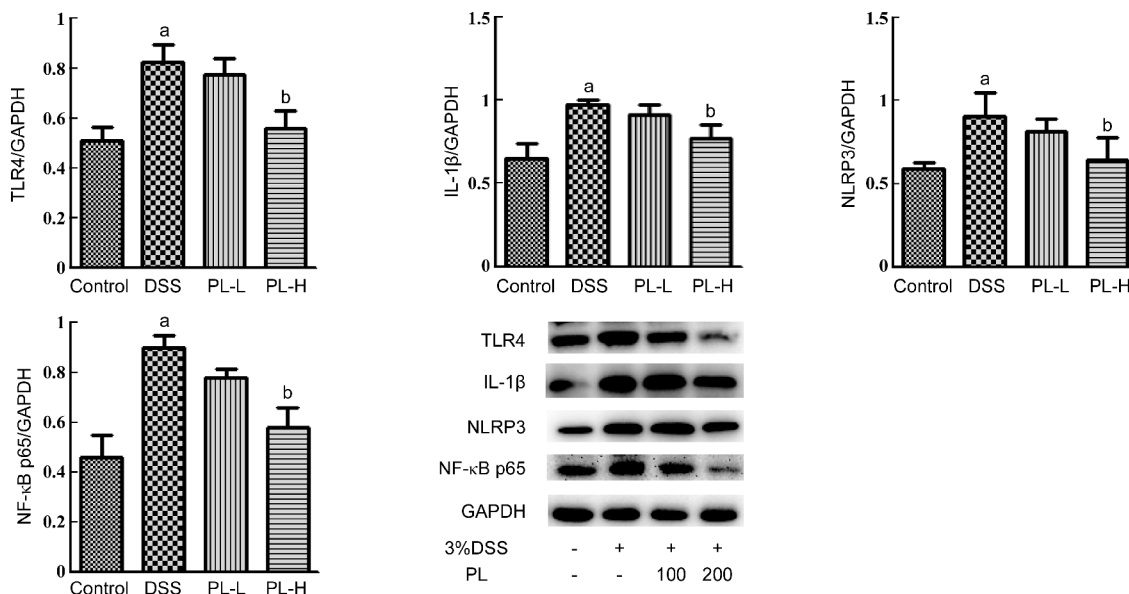 TLR4/GAPDH
1
0.8
0.6
0.4
0.2
0
a
b
Control DSS PL-L PL-H
IL-1β/GAPDH
1.5
1
0.5
0
a
b
Control DSS PL-L PL-H
NLRP3/GAPDH
1.5
1
0.5
0
a
b
Control DSS PL-L PL-H
NF-κB p65/GAPDH
1
0.8
0.6
0.4
0.2
0
a
b
Control DSS PL-L PL-H
TLR4
IL-1β
NLRP3
NF-κB p65
GAPDH
3%DSS - + + +
PL - - 100 200